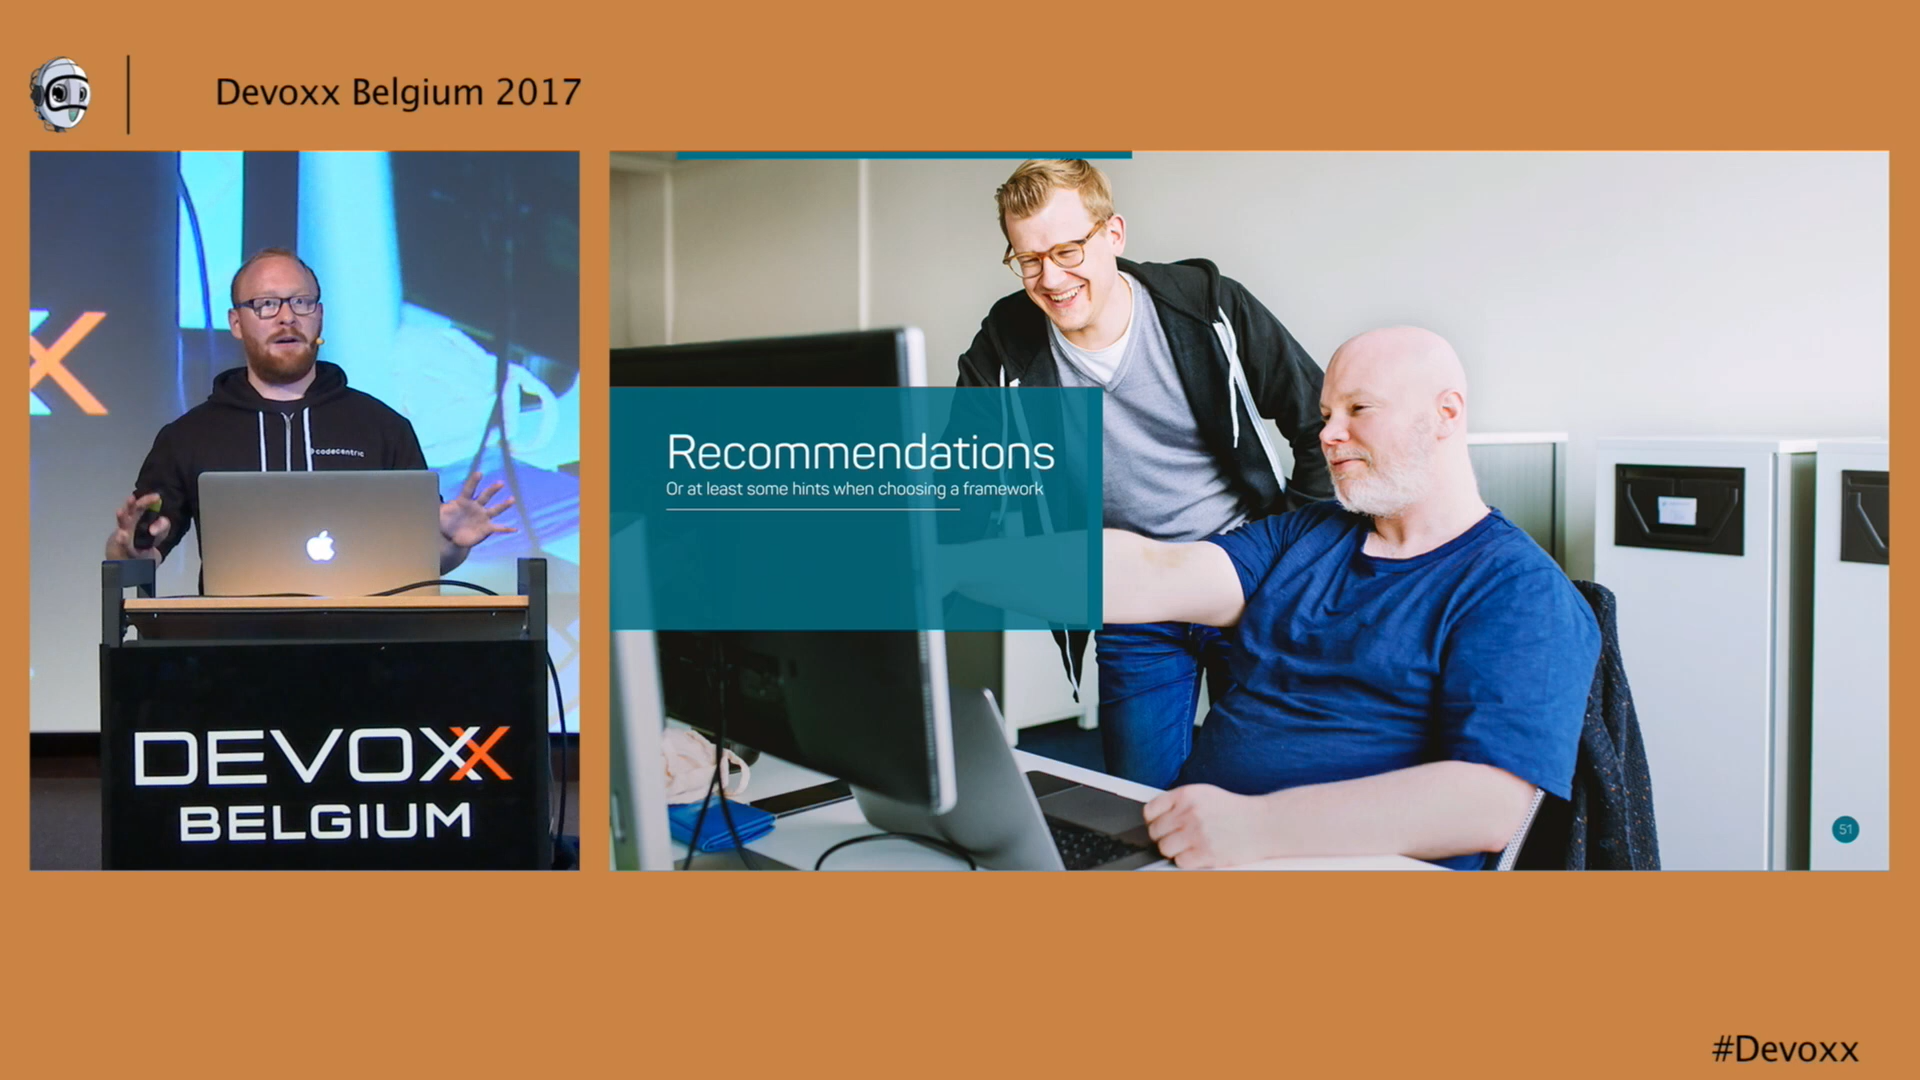 Devoxx Belgium 2017
codecentric
DEVOXX
BELGIUM
Recommendations
Or at least some hints when choosing a framework
51
#Devoxx